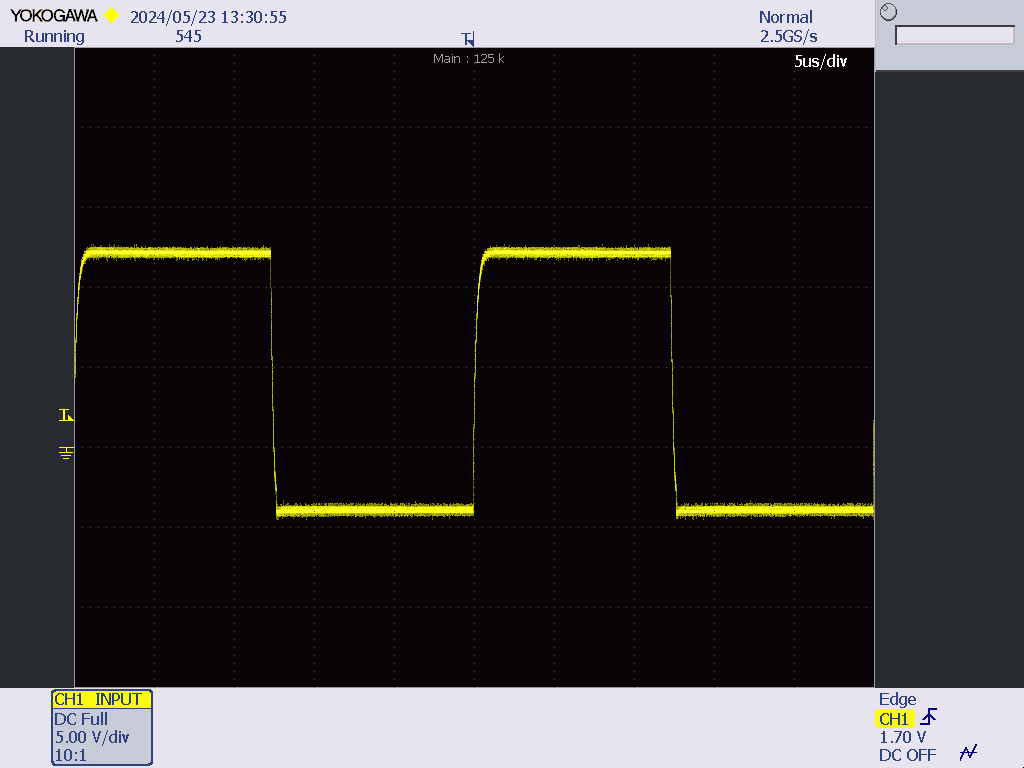 YOKOGAWA 2024/05/23 13:30:55 Normal
Running 545 2.5GS/s
T
Main : 125 k 5us/div
T
CH1 INPUT
DC Full
5.00 V/div
10:1
Edge
CH1
1.70 V
DC OFF